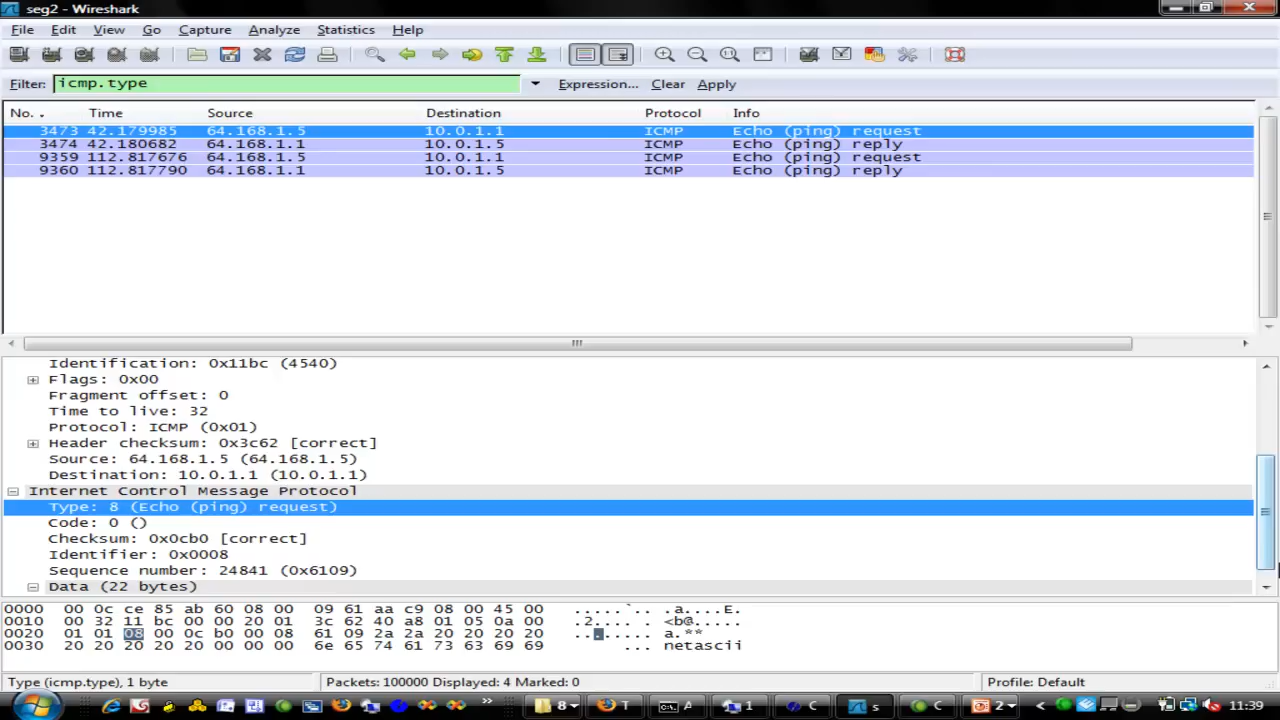 seg2 - Wireshark
File Edit View Go Capture Analyze Statistics Help
Filter: icmp.type Expression... Clear Apply
No. Time Source Destination Protocol Info
3473 42.179985 64.168.1.5 10.0.1.1 ICMP Echo (ping) request
3474 42.180682 64.168.1.1 10.0.1.5 ICMP Echo (ping) reply
9359 112.817676 64.168.1.5 10.0.1.1 ICMP Echo (ping) request
9360 112.817790 64.168.1.1 10.0.1.5 ICMP Echo (ping) reply
Identification: 0x11bc (4540)
Flags: 0x00
Fragment offset: 0
Time to live: 32
Protocol: ICMP (0x01)
Header checksum: 0x3c62 [correct]
Source: 64.168.1.5 (64.168.1.5)
Destination: 10.0.1.1 (10.0.1.1)
Internet Control Message Protocol
Type: 8 (Echo (ping) request)
Code: 0 ()
Checksum: 0x0cb0 [correct]
Identifier: 0x0008
Sequence number: 24841 (0x6109)
Data (22 bytes)
0000 00 0c ce 85 ab 60 08 00 09 61 aa c9 08 00 45 00 .....`.. .a....E.
0010 00 32 11 bc 00 00 20 01 3c 62 40 a8 01 05 0a 00 .2.... . <b@.....
0020 01 01 08 00 0c b0 00 08 61 09 2a 2a 20 20 20 20 ........ a.**
0030 20 20 20 20 20 00 00 00 6e 65 74 61 73 63 69 69 ... netascii
Type (icmp.type), 1 byte Packets: 100000 Displayed: 4 Marked: 0 Profile: Default
8 T A 1 C s C 2 11:39